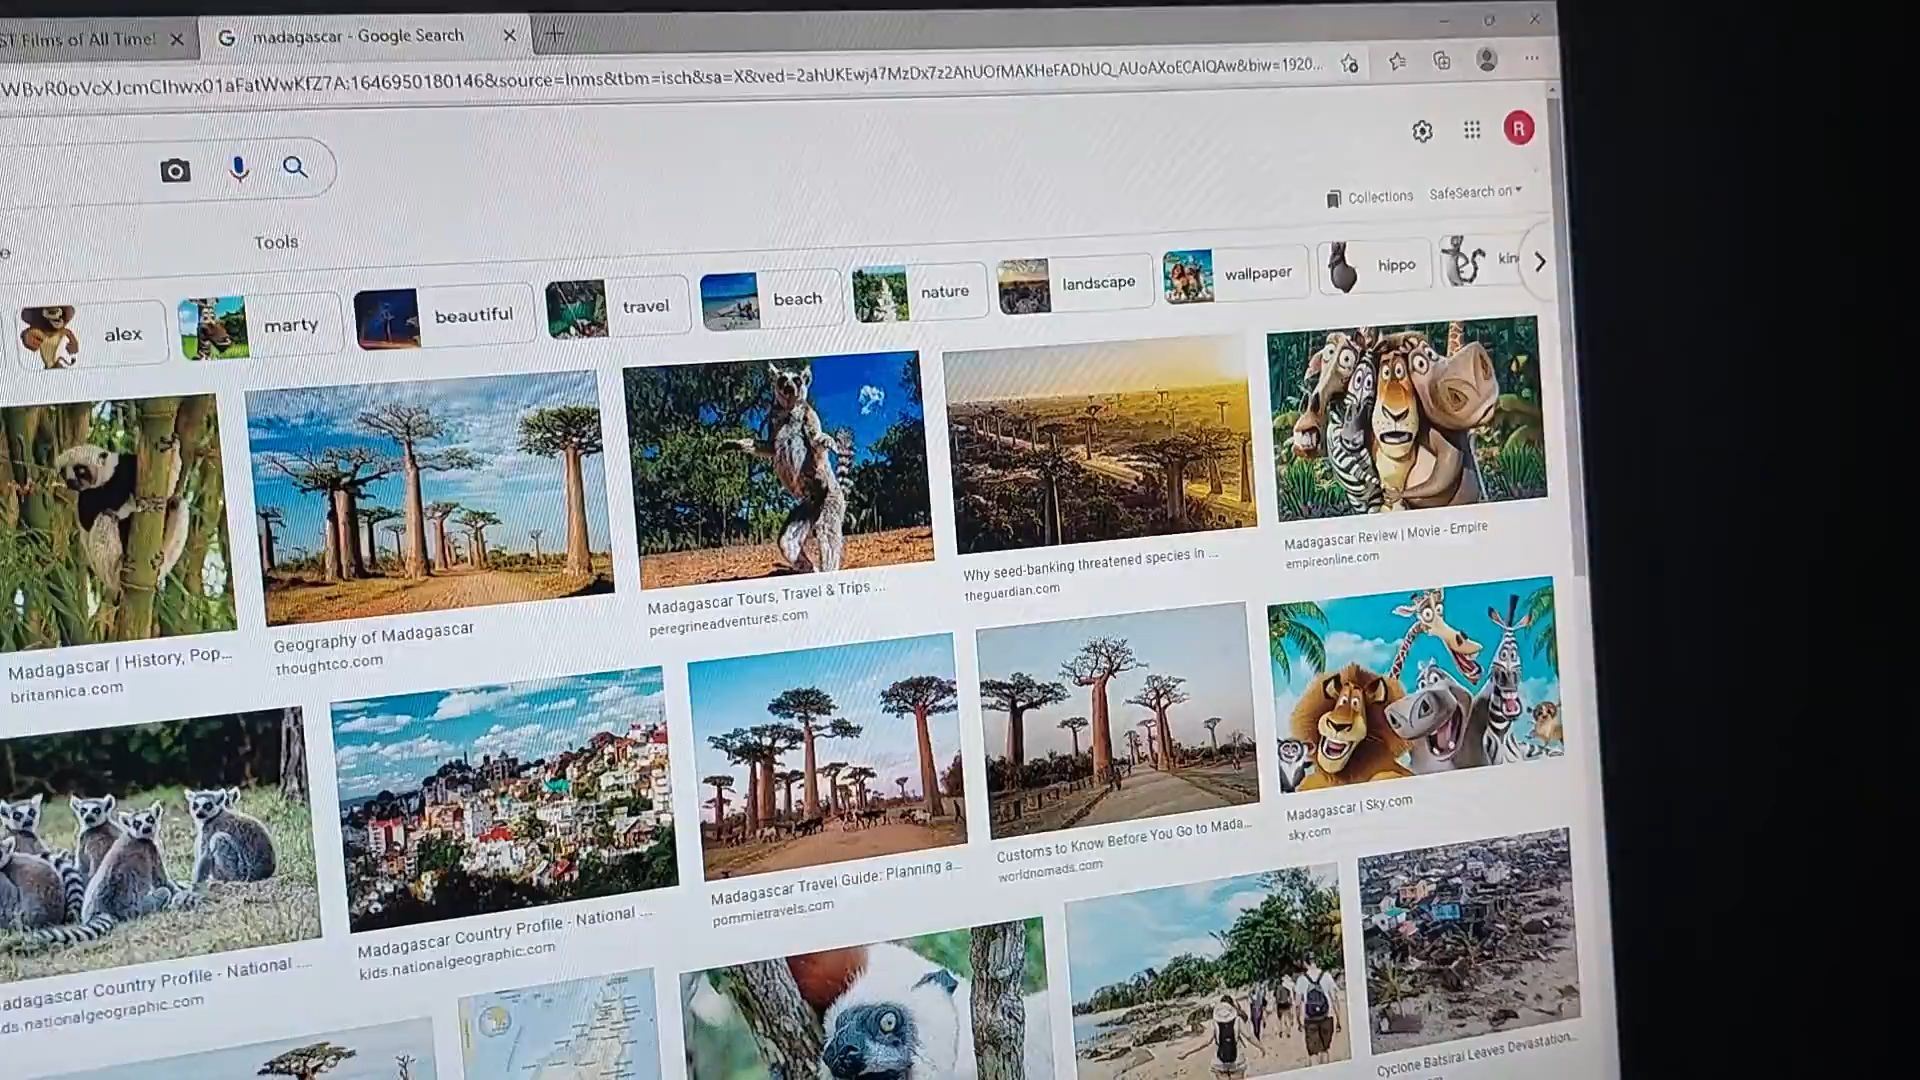 ST Films of All Time!
madagascar - Google Search
WBvR0oVcXJcmCIhwx01aFatWwKfZ7A:1646950180146&source=lnms&tbm=isch&sa=X&ved=2ahUKEwj47MzDx7z2AhUOfMAKHeFADhUQ_AUoAXoECAIQAw&biw=1920...
R
Collections
SafeSearch on
Tools
alex
marty
beautiful
travel
beach
nature
landscape
wallpaper
hippo
kin
Madagascar | History, Pop...
britannica.com
Geography of Madagascar
thoughtco.com
Madagascar Tours, Travel & Trips ...
peregrineadventures.com
Why seed-banking threatened species in ...
theguardian.com
Madagascar Review | Movie - Empire
empireonline.com
adagascar Country Profile - National ....
ds.nationalgeographic.com
Madagascar Country Profile - National ...
kids.nationalgeographic.com
Madagascar Travel Guide: Planning a...
pommietravels.com
Customs to Know Before You Go to Mada...
worldnomads.com
Madagascar | Sky.com
sky.com
Cyclone Batsirai Leaves Devastation...